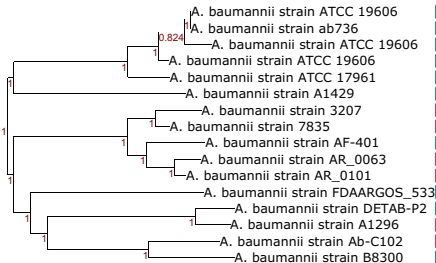 A. baumannii strain ATCC 19606
A. baumannii strain ab736
0.824
A. baumannii strain ATCC 19606
1
A. baumannii strain ATCC 19606
1
A. baumannii strain ATCC 17961
1
A. baumannii strain A1429
1
A. baumannii strain 3207
1
A. baumannii strain 7835
1
A. baumannii strain AF-401
1
A. baumannii strain AR_0063
1
A. baumannii strain AR_0101
1
1
A. baumannii strain FDAARGOS_533
1
A. baumannii strain DETAB-P2
1
A. baumannii strain A1296
1
A. baumannii strain Ab-C102
1
A. baumannii strain B8300
1